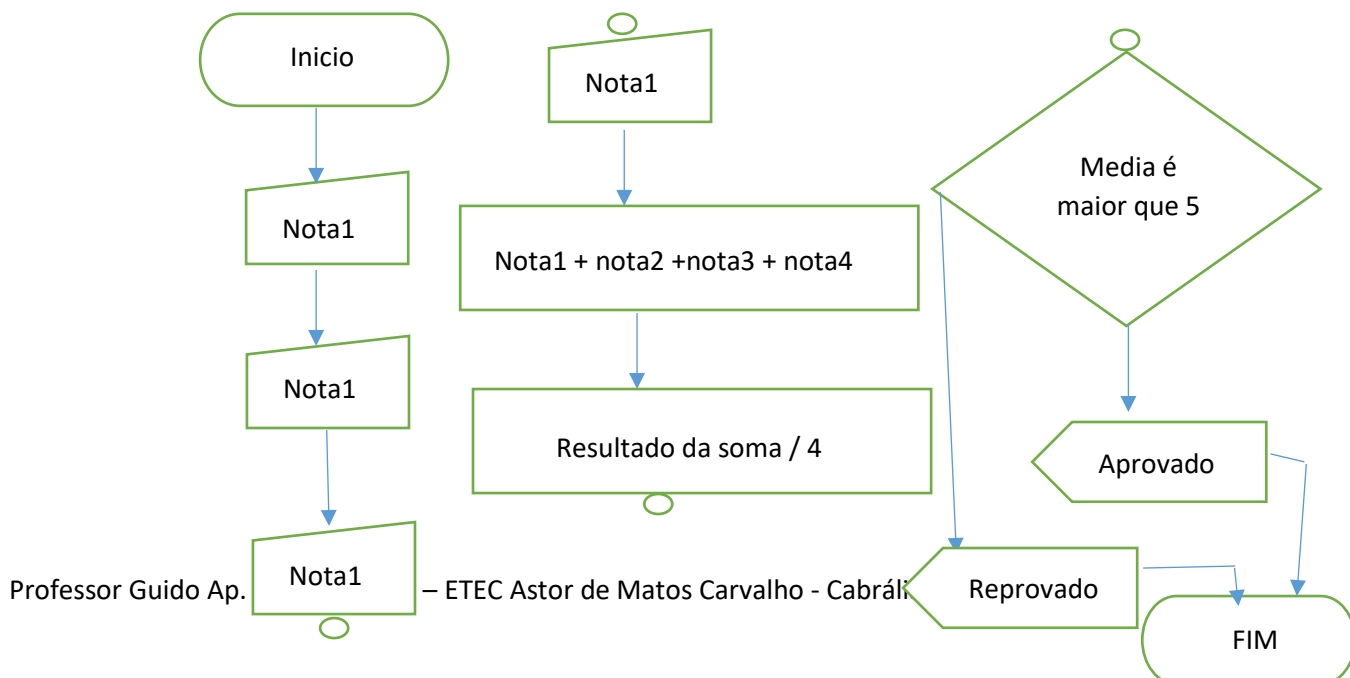 Inicio
Nota1
Nota1
Nota1
Nota1
Nota1 + nota2 +nota3 + nota4
Resultado da soma / 4
Media é
maior que 5
Aprovado
Reprovado
FIM
Professor Guido Ap. – ETEC Astor de Matos Carvalho - Cabráli